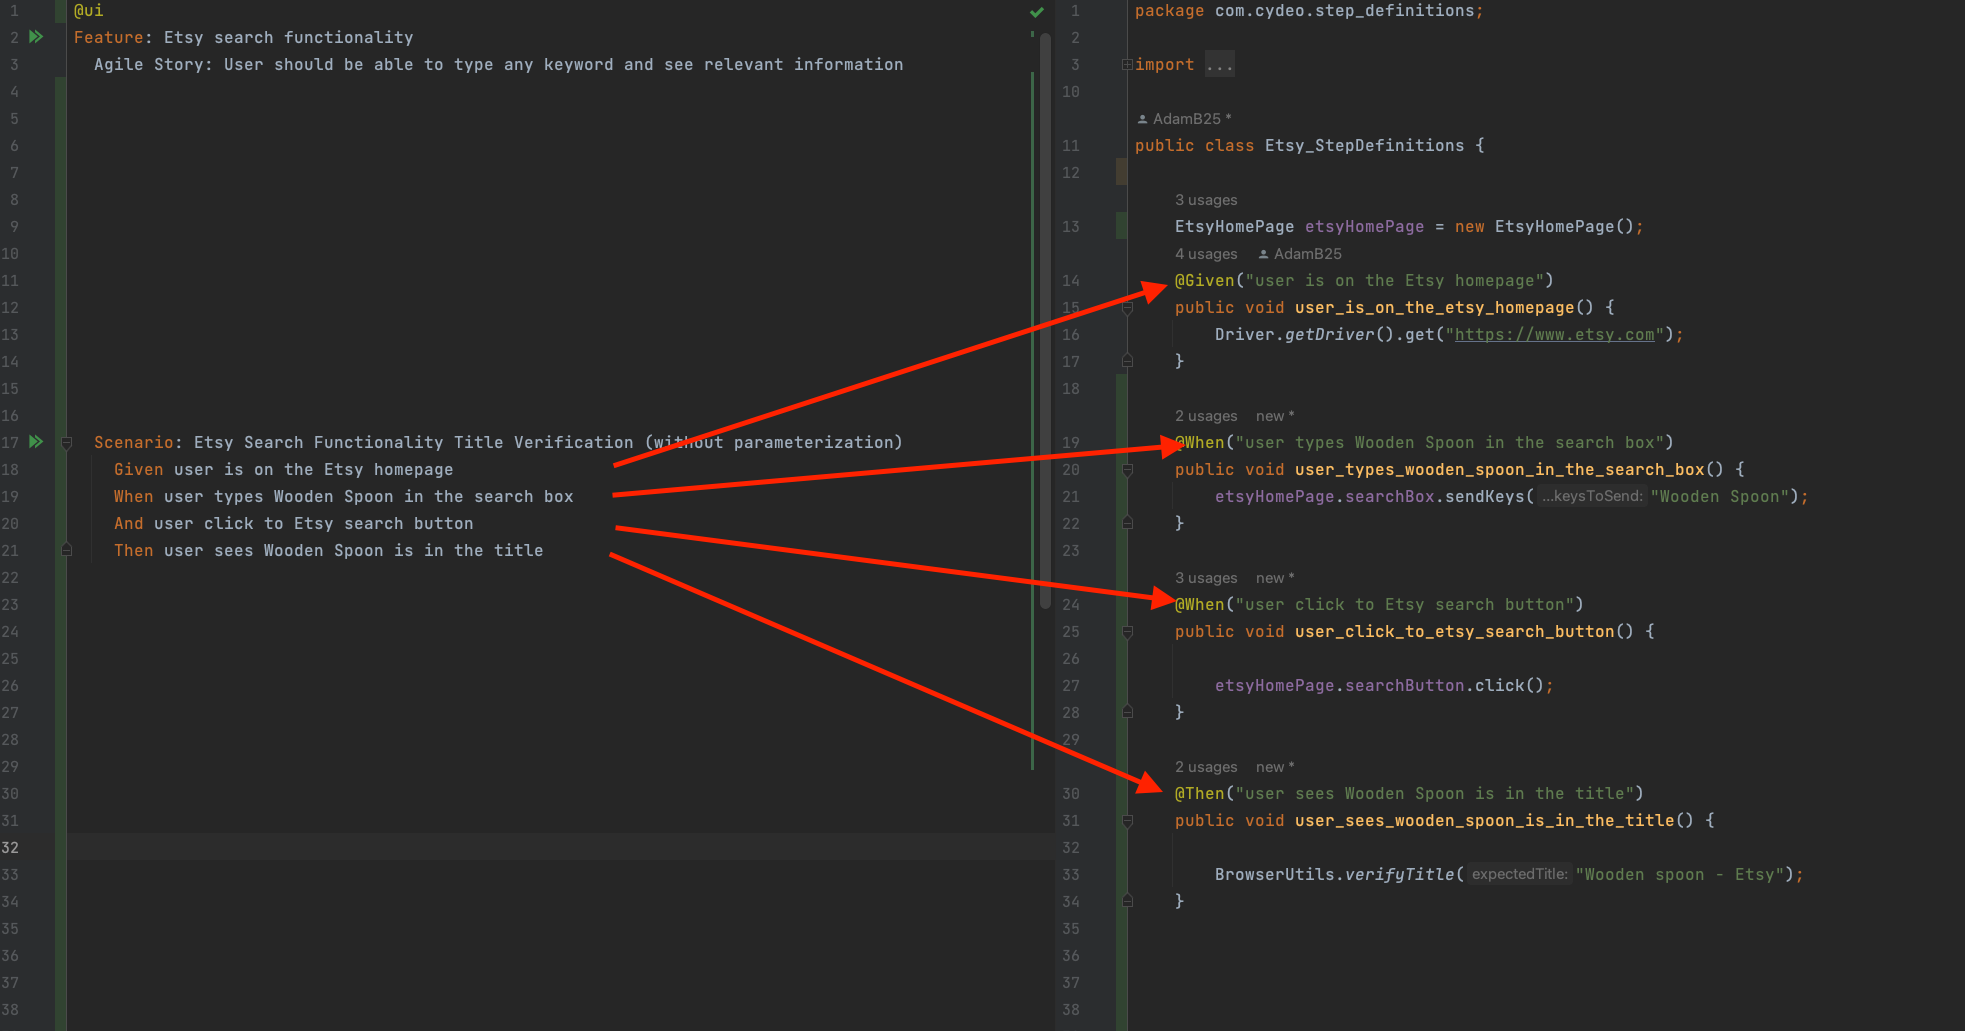 1 @ui
2 Feature: Etsy search functionality
3 Agile Story: User should be able to type any keyword and see relevant information
4
5
6
7
8
9
10
11
12
13
14
15
16
17 Scenario: Etsy Search Functionality Title Verification (without parameterization)
18 Given user is on the Etsy homepage
19 When user types Wooden Spoon in the search box
20 And user click to Etsy search button
21 Then user sees Wooden Spoon is in the title
22
23
24
25
26
27
28
29
30
31
32
33
34
35
36
37
38
1 package com.cydeo.step_definitions;
2
3 import ...
10
AdamB25 *
11 public class Etsy_StepDefinitions {
12
3 usages
13 EtsyHomePage etsyHomePage = new EtsyHomePage();
4 usages AdamB25
14 @Given("user is on the Etsy homepage")
15 public void user_is_on_the_etsy_homepage() {
16 Driver.getDriver().get("https://www.etsy.com");
17 }
18
2 usages new *
19 @When("user types Wooden Spoon in the search box")
20 public void user_types_wooden_spoon_in_the_search_box() {
21 etsyHomePage.searchBox.sendKeys( ...keysToSend: "Wooden Spoon");
22 }
23
3 usages new *
24 @When("user click to Etsy search button")
25 public void user_click_to_etsy_search_button() {
26
27 etsyHomePage.searchButton.click();
28 }
29
2 usages new *
30 @Then("user sees Wooden Spoon is in the title")
31 public void user_sees_wooden_spoon_is_in_the_title() {
32
33 BrowserUtils.verifyTitle( expectedTitle: "Wooden spoon - Etsy");
34 }
35
36
37
38